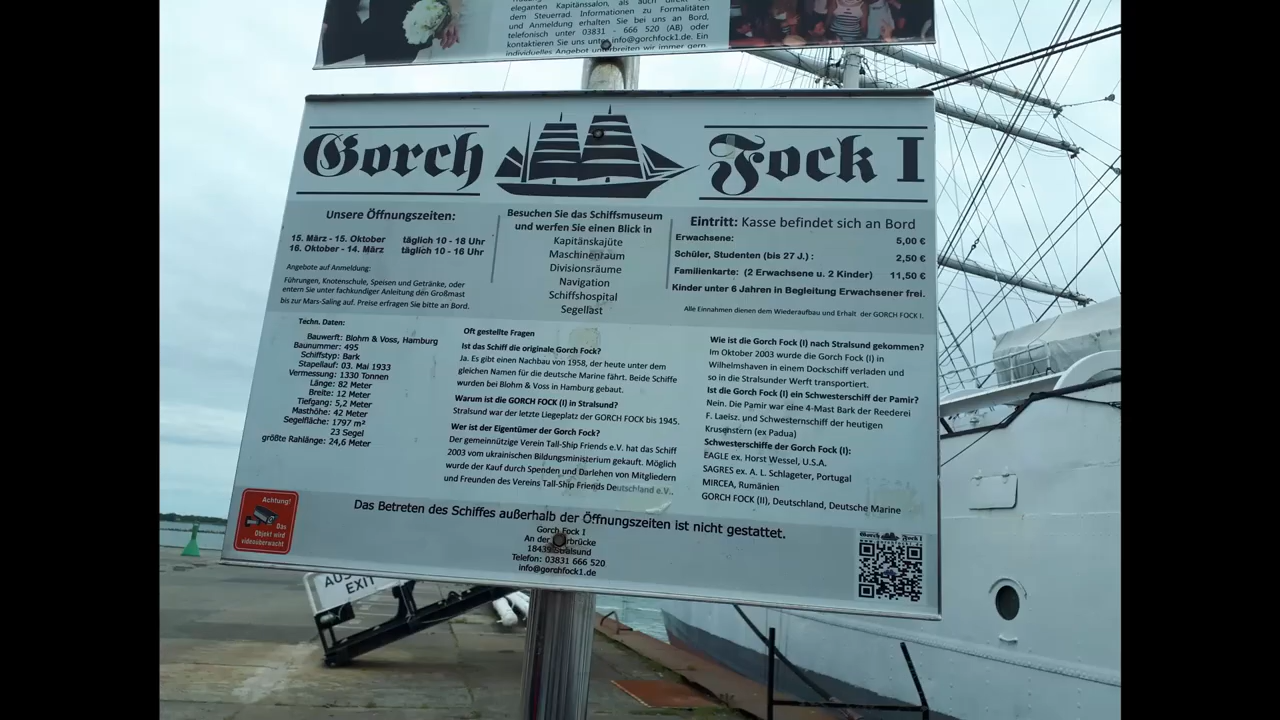 eleganten Kapitänssalon, als auch direkt
dem Steuerrad. Informationen zu Formalitäten
und Anmeldung erhalten Sie bei uns an Bord,
telefonisch unter 03831 - 666 520 (AB) oder
kontaktieren Sie uns unter info@gorchfock1.de. Ein
individuelles Angebot unterbreiten wir immer gern.
Gorch Fock I
Unsere Öffnungszeiten:
15. März - 15. Oktober täglich 10 - 18 Uhr
16. Oktober - 14. März täglich 10 - 16 Uhr
Angebote auf Anmeldung:
Führungen, Knotenschule, Speisen und Getränke, oder
entern Sie unter fachkundiger Anleitung den Großmast
bis zur Mars-Saling auf. Preise erfragen Sie bitte an Bord.
Besuchen Sie das Schiffsmuseum
und werfen Sie einen Blick in
Kapitänskajüte
Maschinenraum
Divisionsräume
Navigation
Schiffshospital
Segellast
Eintritt: Kasse befindet sich an Bord
Erwachsene: 5,00 €
Schüler, Studenten (bis 27 J.) : 2,50 €
Familienkarte: (2 Erwachsene u. 2 Kinder) 11,50 €
Kinder unter 6 Jahren in Begleitung Erwachsener frei.
Alle Einnahmen dienen dem Wiederaufbau und Erhalt der GORCH FOCK I.
Techn. Daten:
Bauwerft: Blohm & Voss, Hamburg
Baunummer: 495
Schiffstyp: Bark
Stapellauf: 03. Mai 1933
Vermessung: 1330 Tonnen
Länge: 82 Meter
Breite: 12 Meter
Tiefgang: 5,2 Meter
Masthöhe: 42 Meter
Segelfläche: 1797 m²
23 Segel
größte Rahlänge: 24,6 Meter
Oft gestellte Fragen
Ist das Schiff die originale Gorch Fock?
Ja. Es gibt einen Nachbau von 1958, der heute unter dem
gleichen Namen für die deutsche Marine fährt. Beide Schiffe
wurden bei Blohm & Voss in Hamburg gebaut.
Warum ist die GORCH FOCK (I) in Stralsund?
Stralsund war der letzte Liegeplatz der GORCH FOCK bis 1945.
Wer ist der Eigentümer der Gorch Fock?
Der gemeinnützige Verein Tall-Ship Friends e.V. hat das Schiff
2003 vom ukrainischen Bildungsministerium gekauft. Möglich
wurde der Kauf durch Spenden und Darlehen von Mitgliedern
und Freunden des Vereins Tall-Ship Friends Deutschland e.V..
Wie ist die Gorch Fock (I) nach Stralsund gekommen?
Im Oktober 2003 wurde die Gorch Fock (I) in
Wilhelmshaven in einem Dockschiff verladen und
so in die Stralsunder Werft transportiert.
Ist die Gorch Fock (I) ein Schwesterschiff der Pamir?
Nein. Die Pamir war eine 4-Mast Bark der Reederei
F. Laeisz. und Schwesternschiff der heutigen
Krusenstern (ex Padua)
Schwesterschiffe der Gorch Fock (I):
EAGLE ex. Horst Wessel, U.S.A.
SAGRES ex. A. L. Schlageter, Portugal
MIRCEA, Rumänien
GORCH FOCK (II), Deutschland, Deutsche Marine
Achtung!
Das
Objekt wird
videoüberwacht
Das Betreten des Schiffes außerhalb der Öffnungszeiten ist nicht gestattet.
Gorch Fock I
An der
18439 Stralsund
Telefon: 03831 666 520
info@gorchfock1.de
Gorch Fock I
EXIT